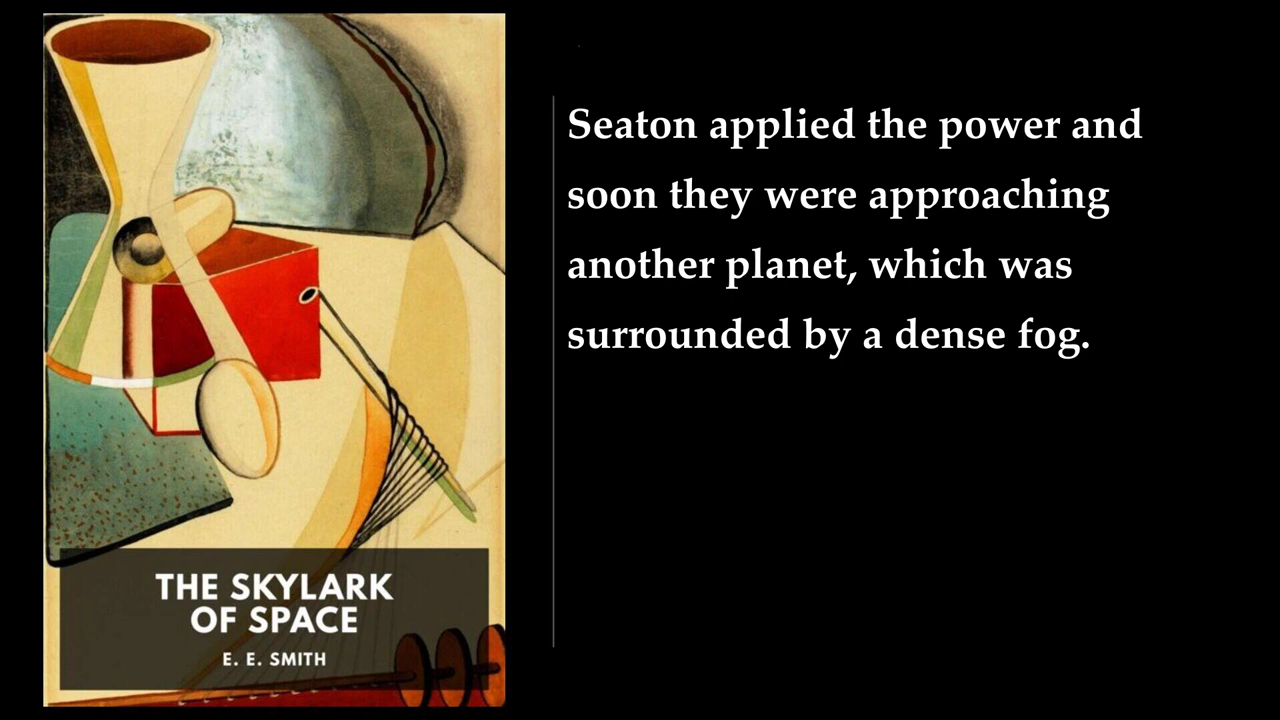 THE SKYLARK
OF SPACE
E. E. SMITH
Seaton applied the power and
soon they were approaching
another planet, which was
surrounded by a dense fog.